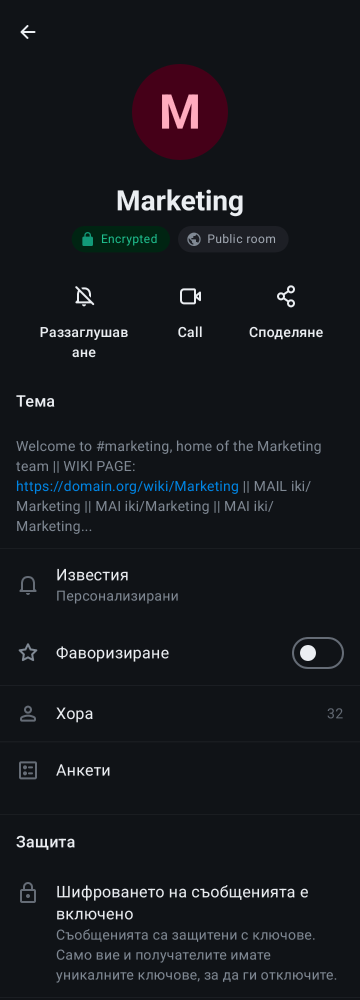 M
Marketing
Encrypted
Public room
Раззаглушав
ане
Call
Споделяне
Тема
Welcome to #marketing, home of the Marketing
team || WIKI PAGE:
https://domain.org/wiki/Marketing || MAIL iki/
Marketing || MAI iki/Marketing || MAI iki/
Marketing...
Известия
Персонализирани
Фаворизиране
Хора
32
Анкети
Защита
Шифроването на съобщенията е
включено
Съобщенията са защитени с ключове.
Само вие и получателите имате
уникалните ключове, за да ги отключите.